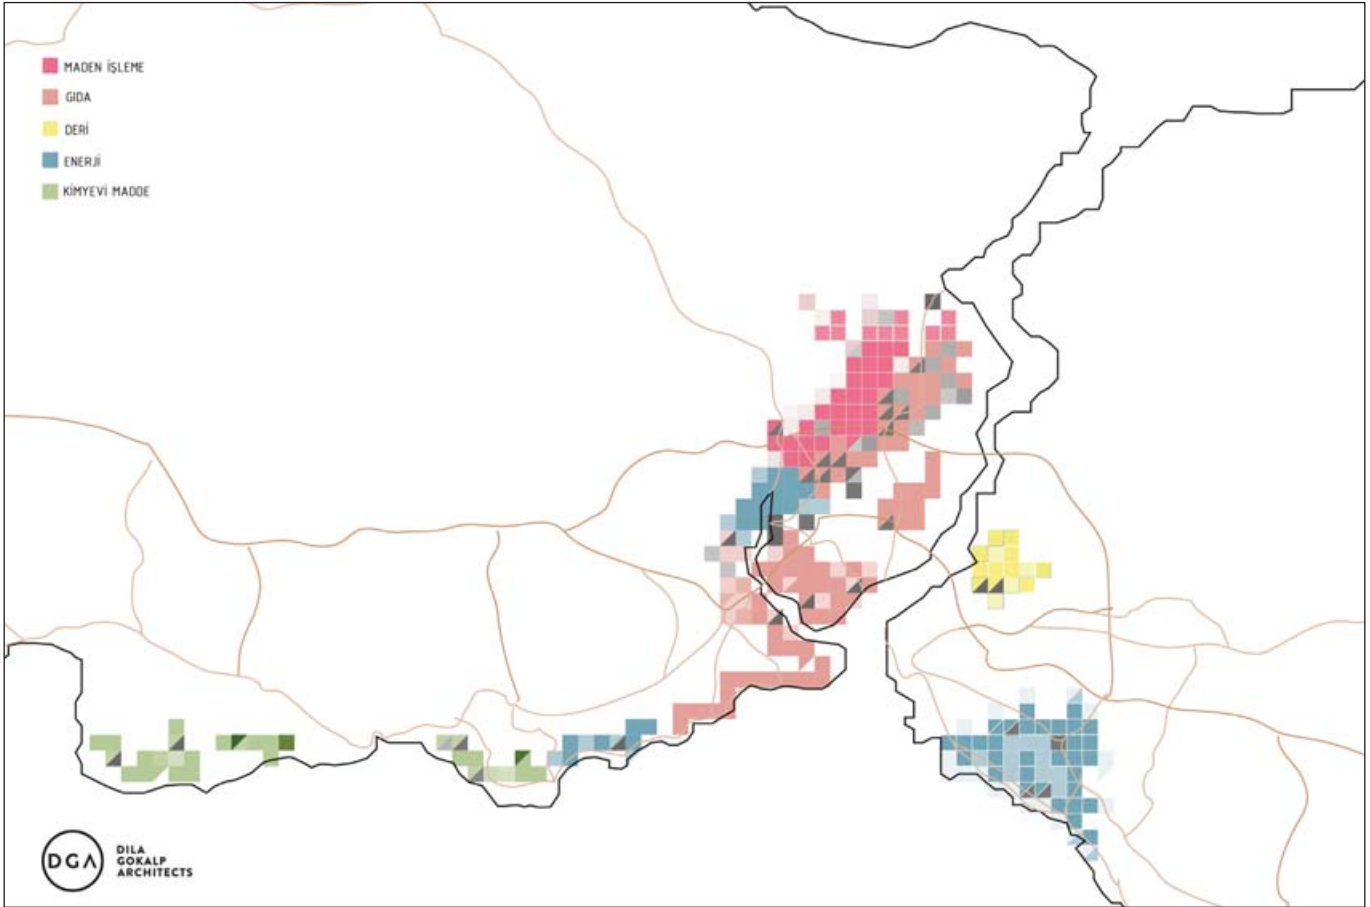 MADEN İŞLEME
GIDA
DERİ
ENERJİ
KİMYEVİ MADDE
DGA
DILA
GOKALP
ARCHITECTS